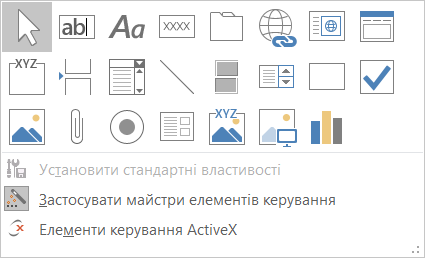 ab
Aa
XXXX
XYZ
XYZ
Установити стандартні властивості
Застосувати майстри елементів керування
Елементи керування ActiveX